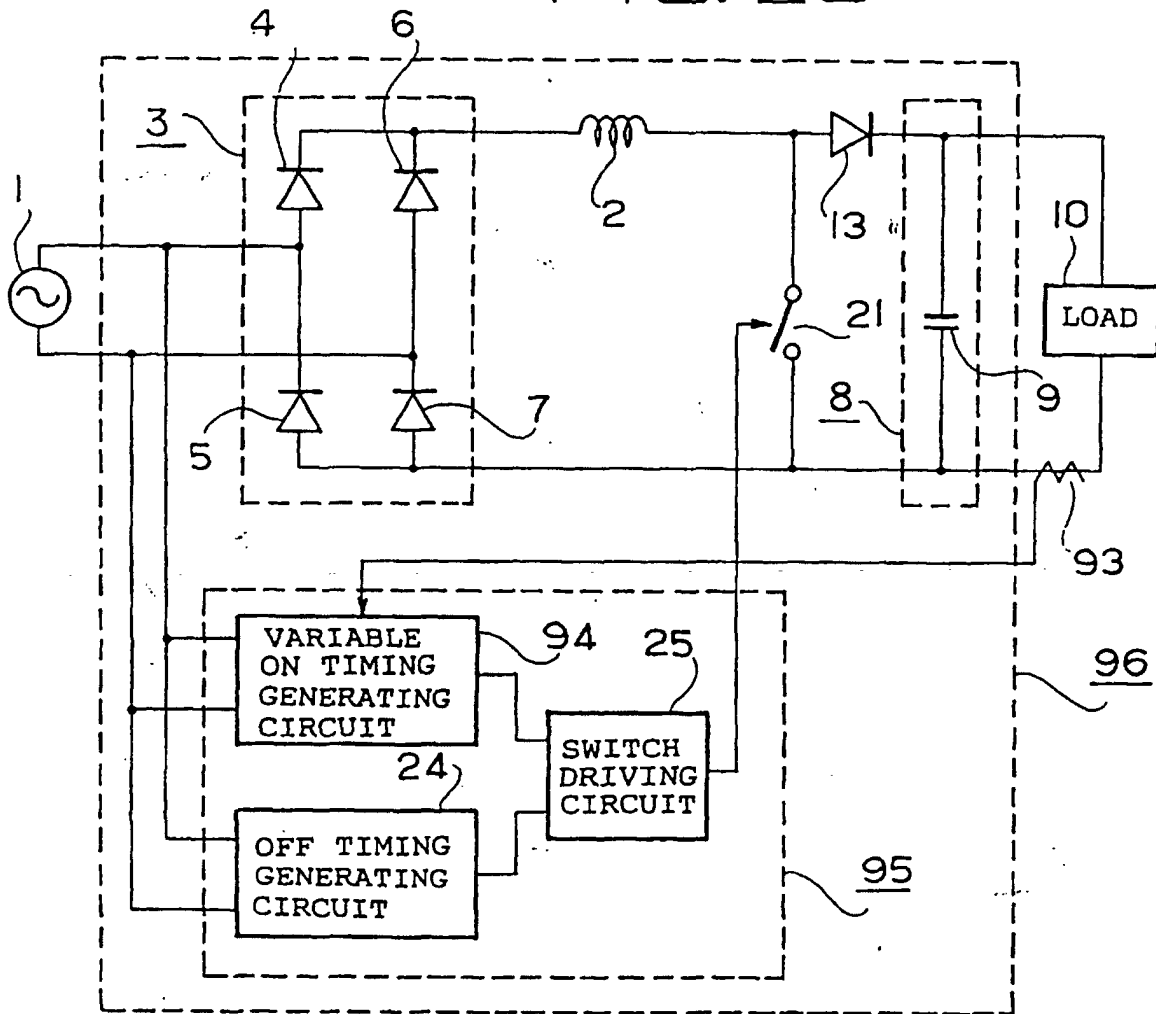 4
6
3
1
2
13
10
LOAD
21
9
8
5
7
93
VARIABLE
ON TIMING
GENERATING
CIRCUIT
94
25
96
SWITCH
DRIVING
CIRCUIT
24
OFF TIMING
GENERATING
CIRCUIT
95